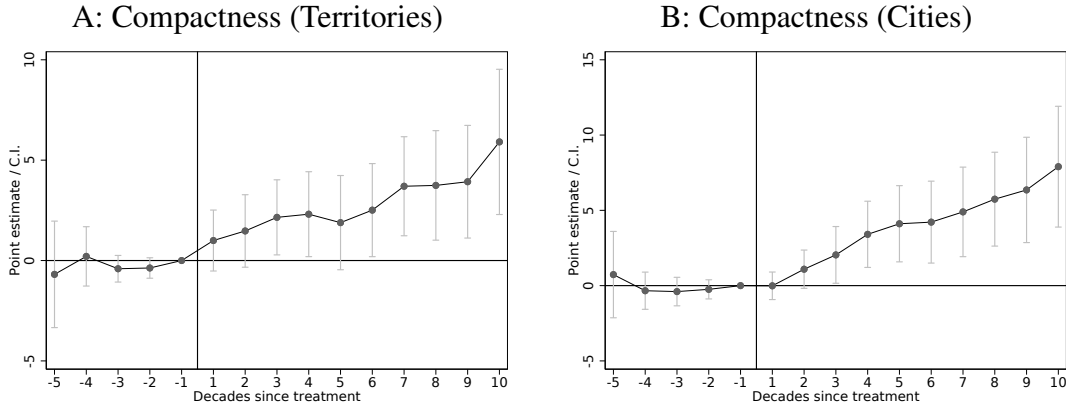 A: Compactness (Territories)
Point estimate / C.I.
10
5
0
-5
-5 -4 -3 -2 -1 1 2 3 4 5 6 7 8 9 10
Decades since treatment
B: Compactness (Cities)
Point estimate / C.I.
15
10
5
0
-5
-5 -4 -3 -2 -1 1 2 3 4 5 6 7 8 9 10
Decades since treatment